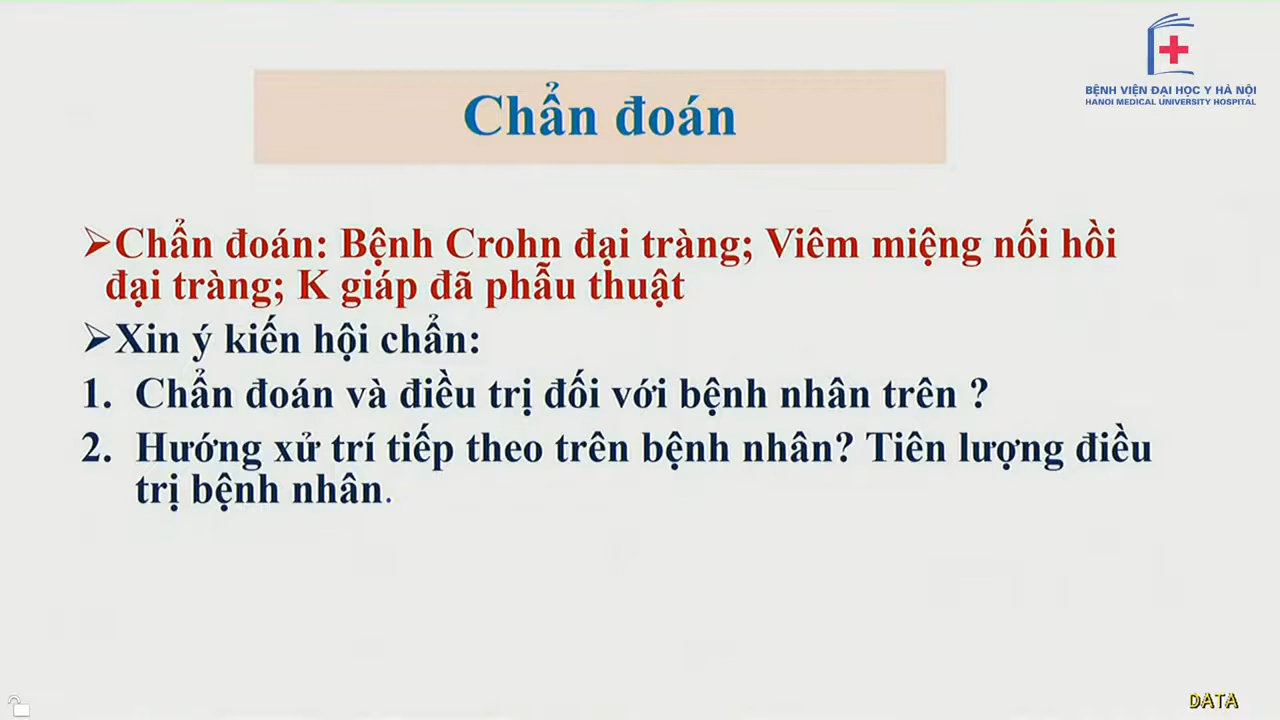 BỆNH VIỆN ĐẠI HỌC Y HÀ NỘI
HANOI MEDICAL UNIVERSITY HOSPITAL
Chẩn đoán
➢Chẩn đoán: Bệnh Crohn đại tràng; Viêm miệng nối hồi
đại tràng; K giáp đã phẫu thuật
➢Xin ý kiến hội chẩn:
1. Chẩn đoán và điều trị đối với bệnh nhân trên ?
2. Hướng xử trí tiếp theo trên bệnh nhân? Tiên lượng điều
trị bệnh nhân.
DATA